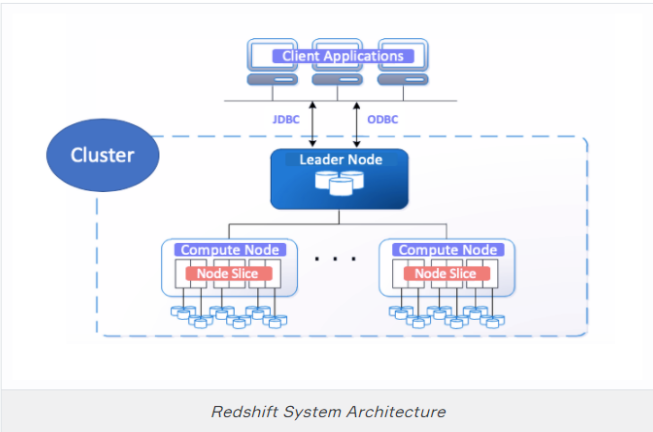 Client Applications
JDBC
ODBC
Cluster
Leader Node
Compute Node
. . .
Compute Node
Node Slice
Node Slice
Redshift System Architecture